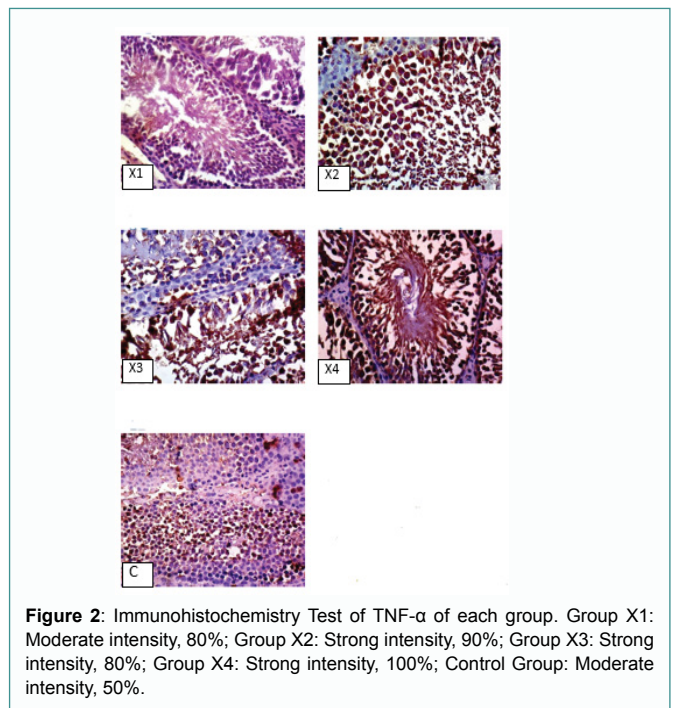 X1
X2
X3
X4
C
Figure 2: Immunohistochemistry Test of TNF-α of each group. Group X1:
Moderate intensity, 80%; Group X2: Strong intensity, 90%; Group X3: Strong
intensity, 80%; Group X4: Strong intensity, 100%; Control Group: Moderate
intensity, 50%.